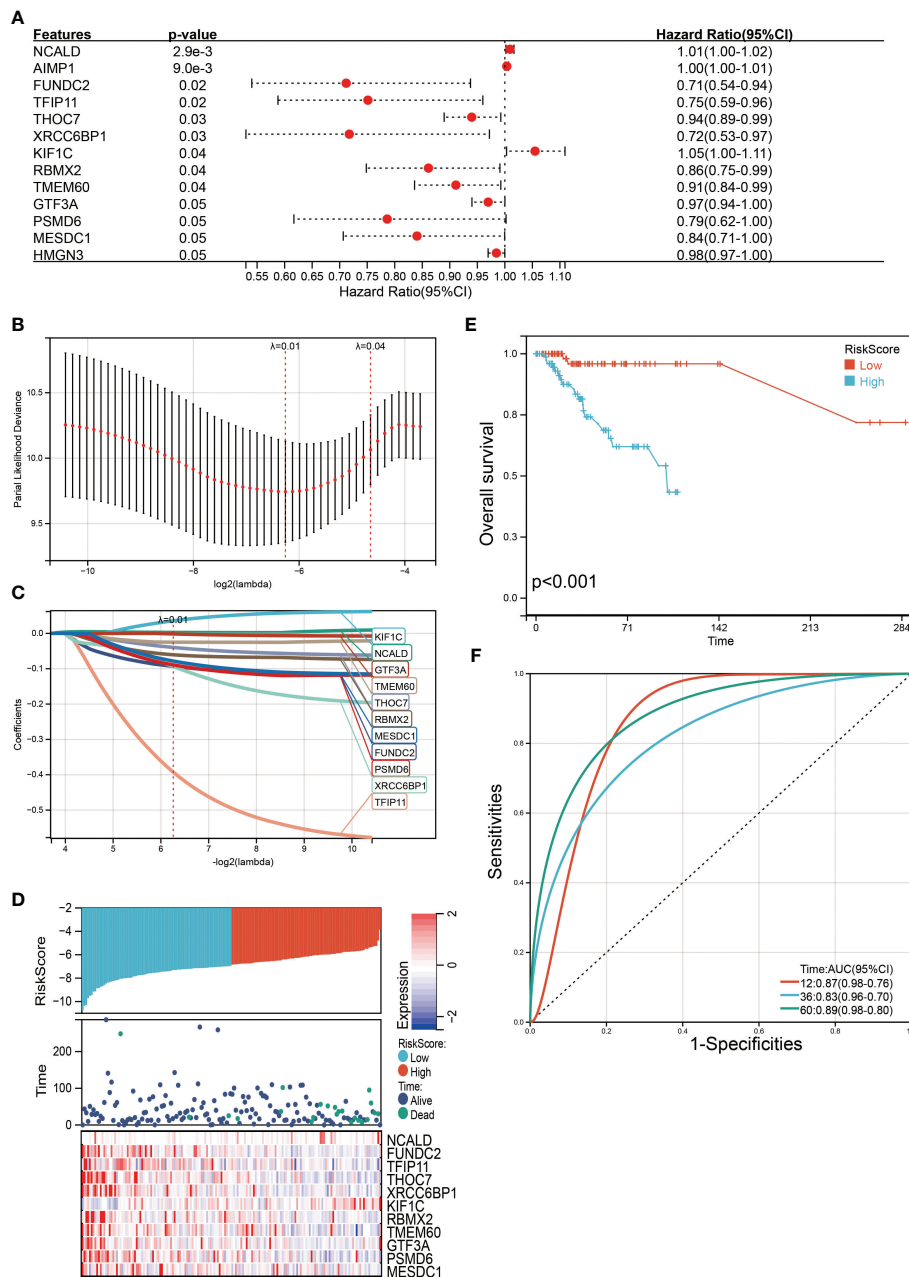 A
Features p-value Hazard Ratio(95%CI)
NCALD 2.9e-3 1.01(1.00-1.02)
AIMP1 9.0e-3 1.00(1.00-1.01)
FUNDC2 0.02 0.71(0.54-0.94)
TFIP11 0.02 0.75(0.59-0.96)
THOC7 0.03 0.94(0.89-0.99)
XRCC6BP1 0.03 0.72(0.53-0.97)
KIF1C 0.04 1.05(1.00-1.11)
RBMX2 0.04 0.86(0.75-0.99)
TMEM60 0.04 0.91(0.84-0.99)
GTF3A 0.05 0.97(0.94-1.00)
PSMD6 0.05 0.79(0.62-1.00)
MESDC1 0.05 0.84(0.71-1.00)
HMGN3 0.05 0.98(0.97-1.00)
0.55 0.60 0.65 0.70 0.75 0.80 0.85 0.90 0.95 1.00 1.05 1.10
Hazard Ratio(95%CI)
B
λ=0.01 λ=0.04
10.5
10.0
9.5
Parial Likelihood Deviance
−10 −8 −6 −4
log2(lambda)
C
λ=0.01
0.0
−0.1
−0.2
−0.3
−0.4
−0.5
Coefficients
KIF1C
NCALD
GTF3A
TMEM60
THOC7
RBMX2
MESDC1
FUNDC2
PSMD6
XRCC6BP1
TFIP11
4 5 6 7 8 9 10
-log2(lambda)
D
−2
−4
−6
−8
−10
RiskScore
2
0
−2
Expression
200
100
0
Time
RiskScore:
Low
High
Time:
Alive
Dead
NCALD
FUNDC2
TFIP11
THOC7
XRCC6BP1
KIF1C
RBMX2
TMEM60
GTF3A
PSMD6
MESDC1
E
RiskScore
Low
High
1.0
0.8
0.5
0.3
0.0
Overall survival
p<0.001
0 71 142 213 284
Time
F
1.0
0.8
0.6
0.4
0.2
0.0
Sensitivities
Time:AUC(95%CI)
12:0.87(0.98-0.76)
36:0.83(0.96-0.70)
60:0.89(0.98-0.80)
0.0 0.2 0.4 0.6 0.8 1.0
1-Specificities